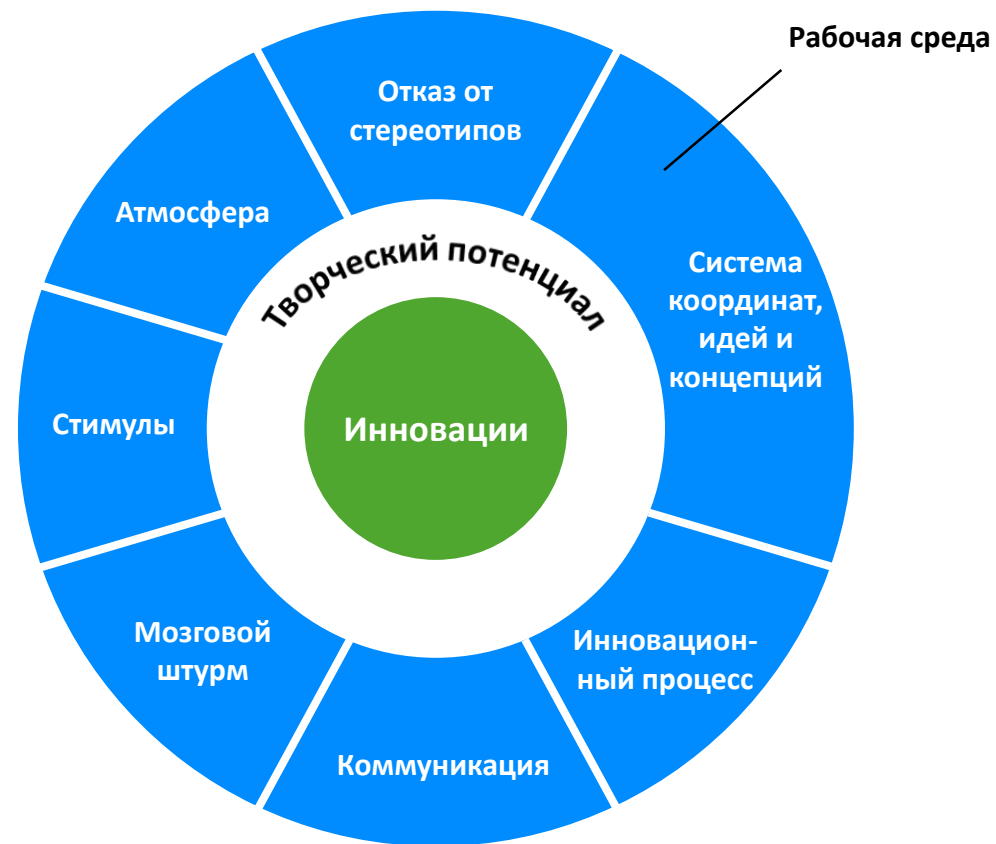 Рабочая среда
Отказ от
стереотипов
Атмосфера
Творческий потенциал
Система
координат,
идей и
концепций
Стимулы
Инновации
Мозговой
штурм
Инновацион-
ный процесс
Коммуникация